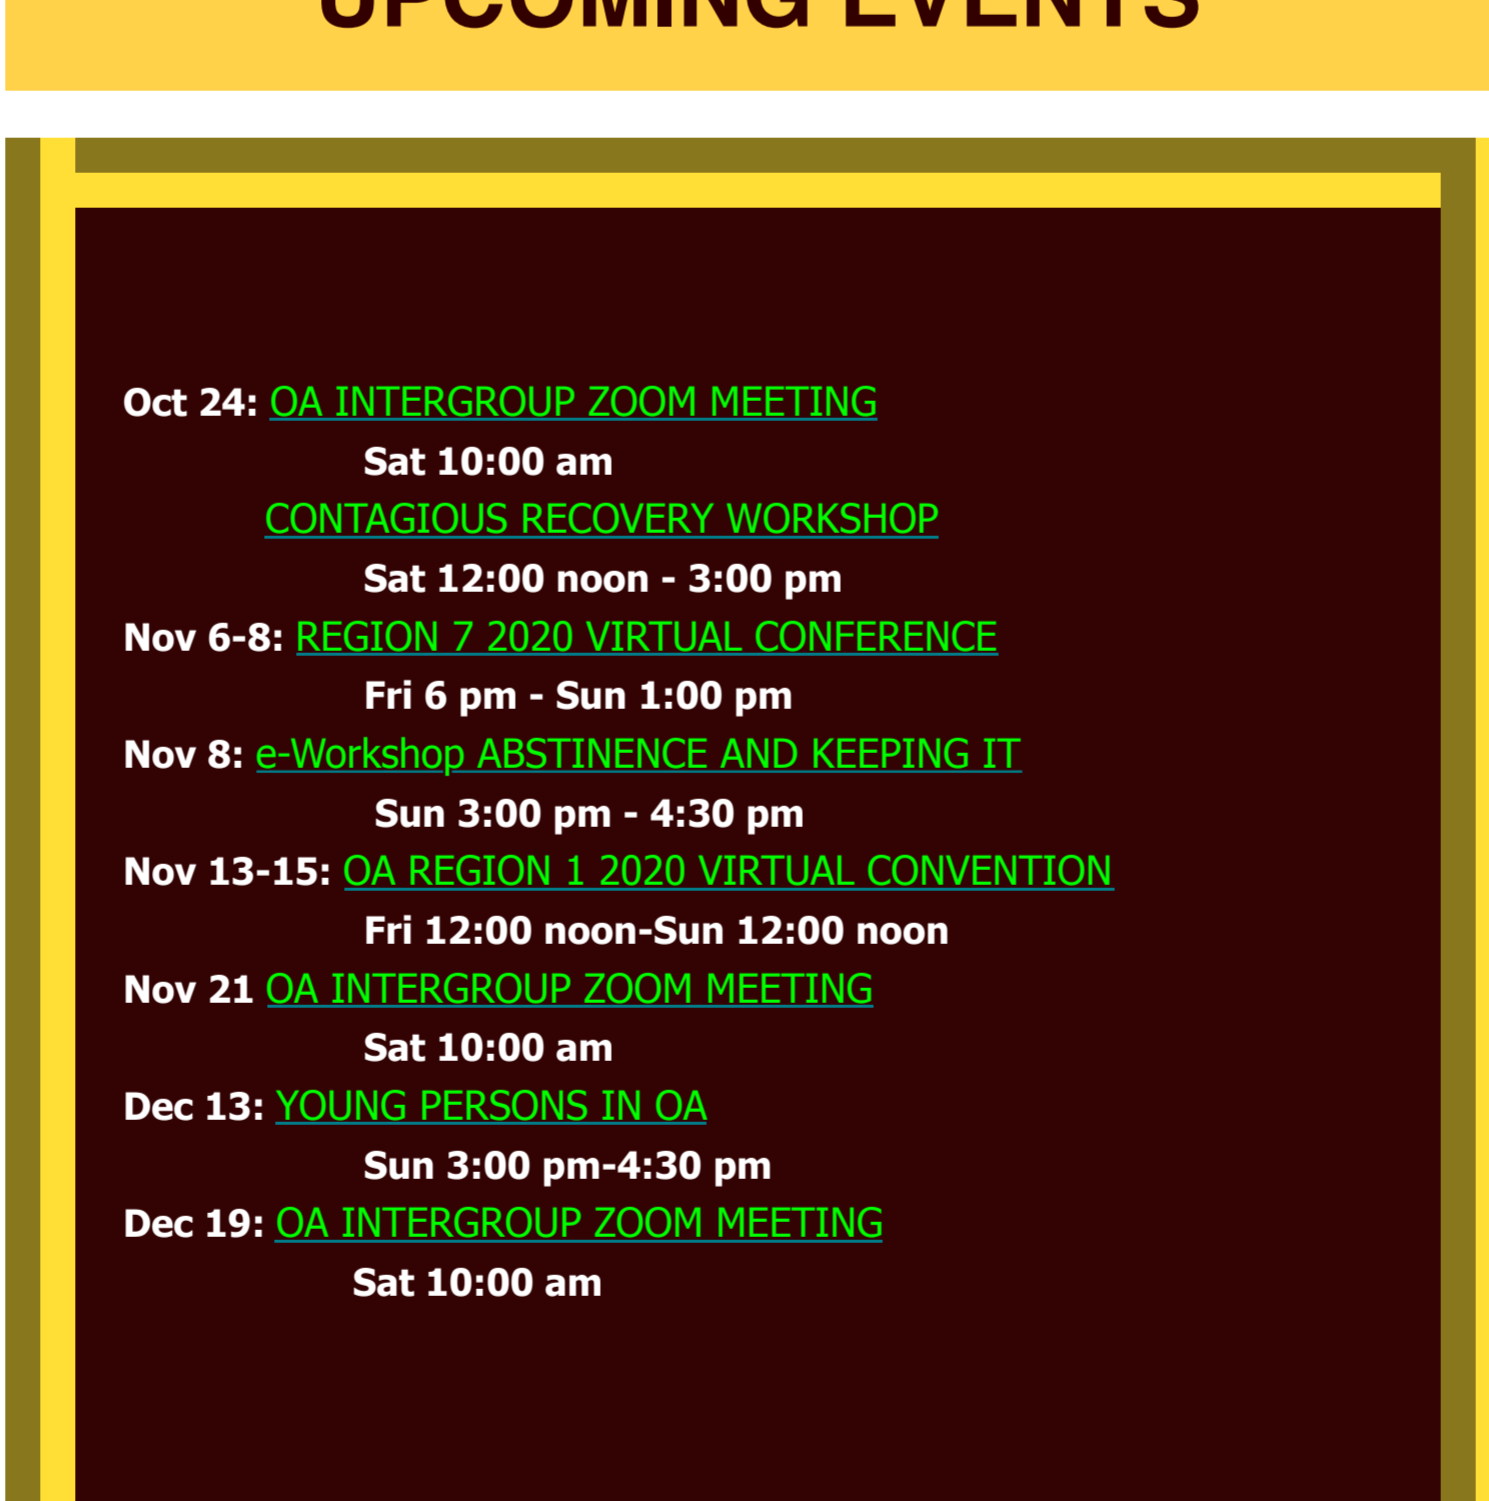 UPCOMING EVENTS
Oct 24: OA INTERGROUP ZOOM MEETING
Sat 10:00 am
CONTAGIOUS RECOVERY WORKSHOP
Sat 12:00 noon - 3:00 pm
Nov 6-8: REGION 7 2020 VIRTUAL CONFERENCE
Fri 6 pm - Sun 1:00 pm
Nov 8: e-Workshop ABSTINENCE AND KEEPING IT
Sun 3:00 pm - 4:30 pm
Nov 13-15: OA REGION 1 2020 VIRTUAL CONVENTION
Fri 12:00 noon-Sun 12:00 noon
Nov 21 OA INTERGROUP ZOOM MEETING
Sat 10:00 am
Dec 13: YOUNG PERSONS IN OA
Sun 3:00 pm-4:30 pm
Dec 19: OA INTERGROUP ZOOM MEETING
Sat 10:00 am